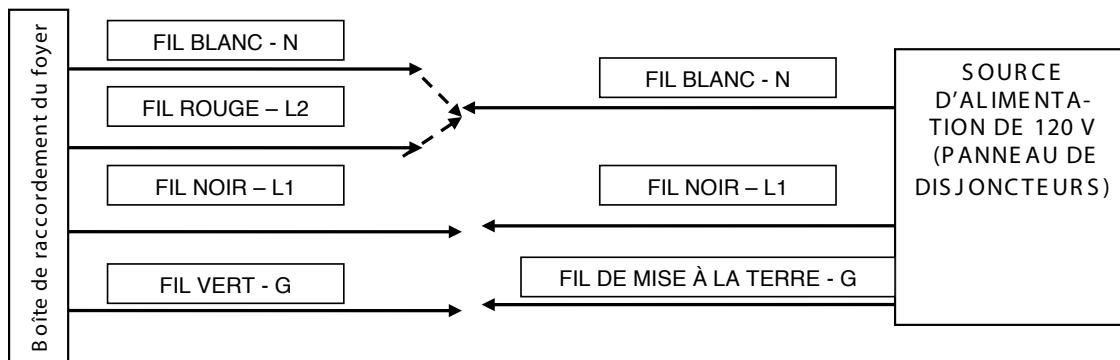 Boîte de raccordement du foyer
FIL BLANC - N
FIL ROUGE – L2
FIL NOIR – L1
FIL VERT - G
FIL BLANC - N
FIL NOIR – L1
FIL DE MISE À LA TERRE - G
SOURCE
D'ALIMENTA-
TION DE 120 V
(PANNEAU DE
DISJONCTEURS)